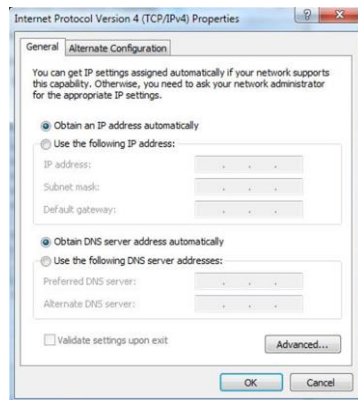 Internet Protocol Version 4 (TCP/IPv4) Properties
General
Alternate Configuration
You can get IP settings assigned automatically if your network supports
this capability. Otherwise, you need to ask your network administrator
for the appropriate IP settings.
Obtain an IP address automatically
Use the following IP address:
IP address:
Subnet mask:
Default gateway:
Obtain DNS server address automatically
Use the following DNS server addresses:
Preferred DNS server:
Alternate DNS server:
Validate settings upon exit
Advanced...
OK
Cancel